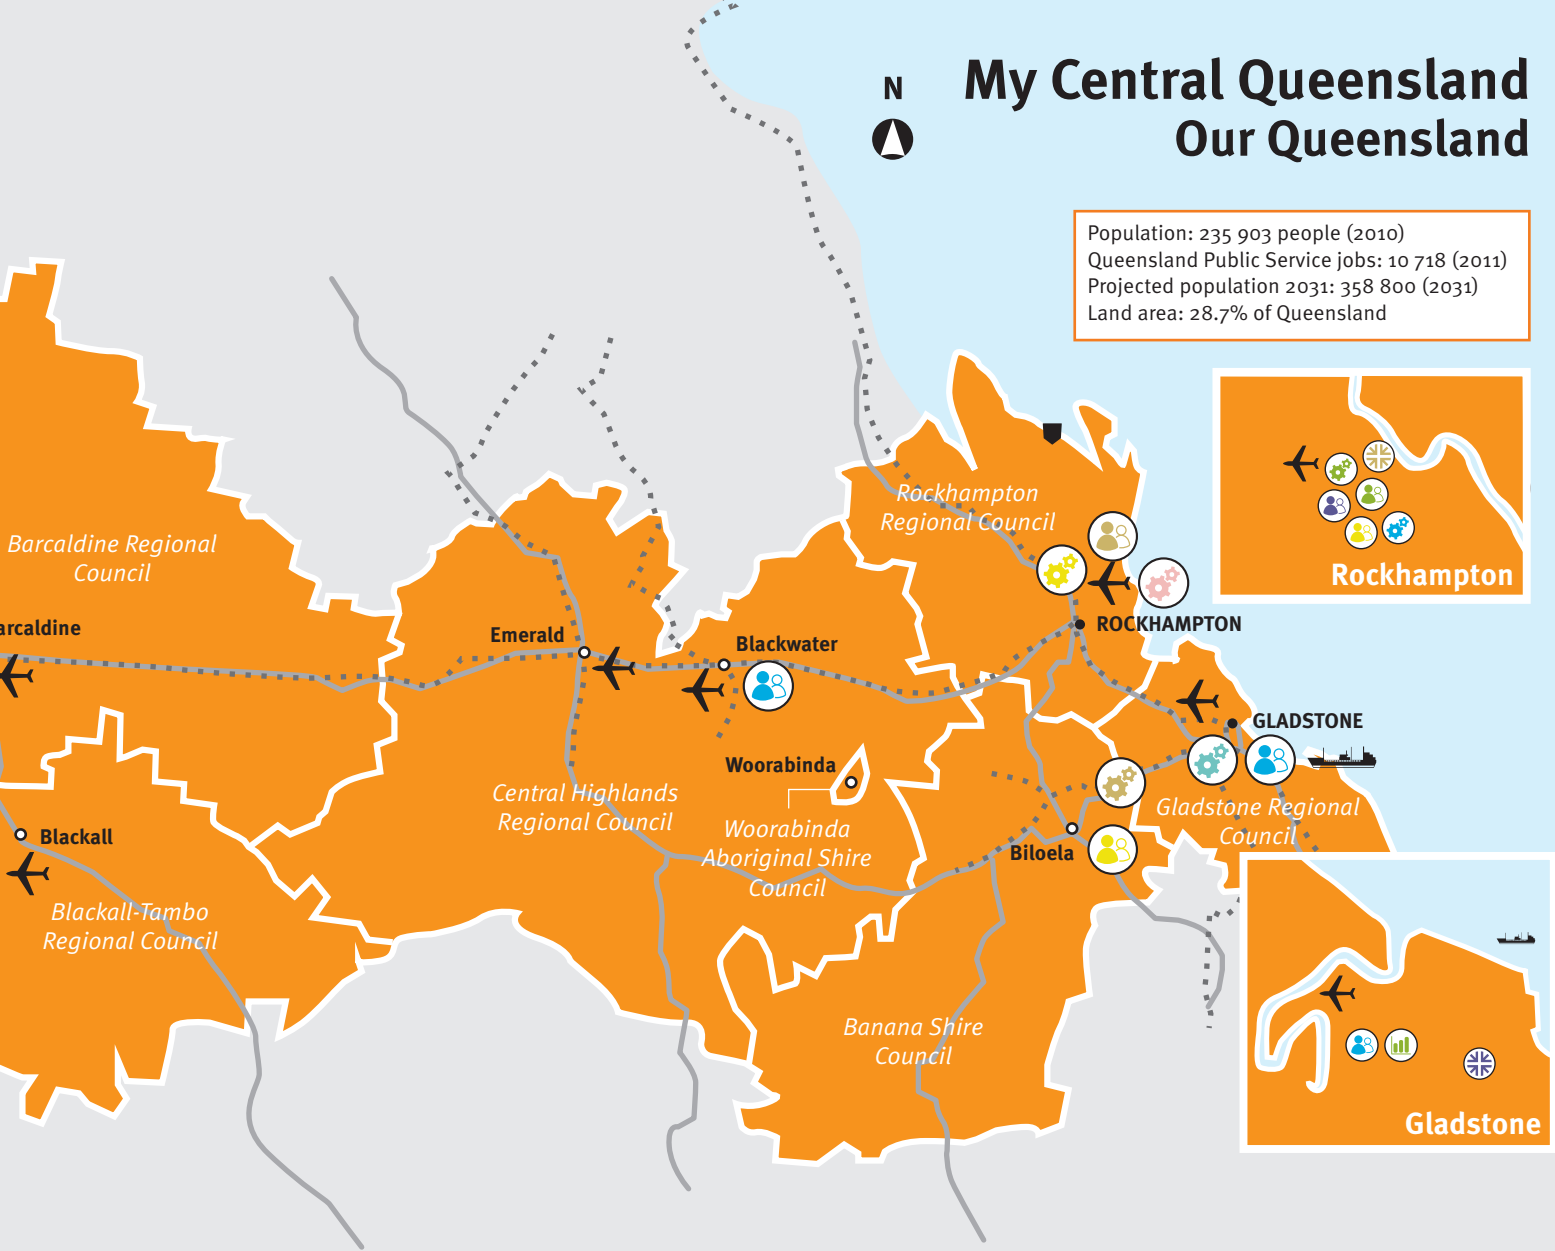 N
My Central Queensland
Our Queensland
Population: 235 903 people (2010)
Queensland Public Service jobs: 10 718 (2011)
Projected population 2031: 358 800 (2031)
Land area: 28.7% of Queensland
Rockhampton
Rockhampton
Regional Council
Barcaldine Regional
Council
arcaldine
Emerald
Blackwater
ROCKHAMPTON
GLADSTONE
Woorabinda
Central Highlands
Regional Council
Woorabinda
Aboriginal Shire
Council
Gladstone Regional
Council
Biloela
Blackall
Blackall-Tambo
Regional Council
Banana Shire
Council
Gladstone